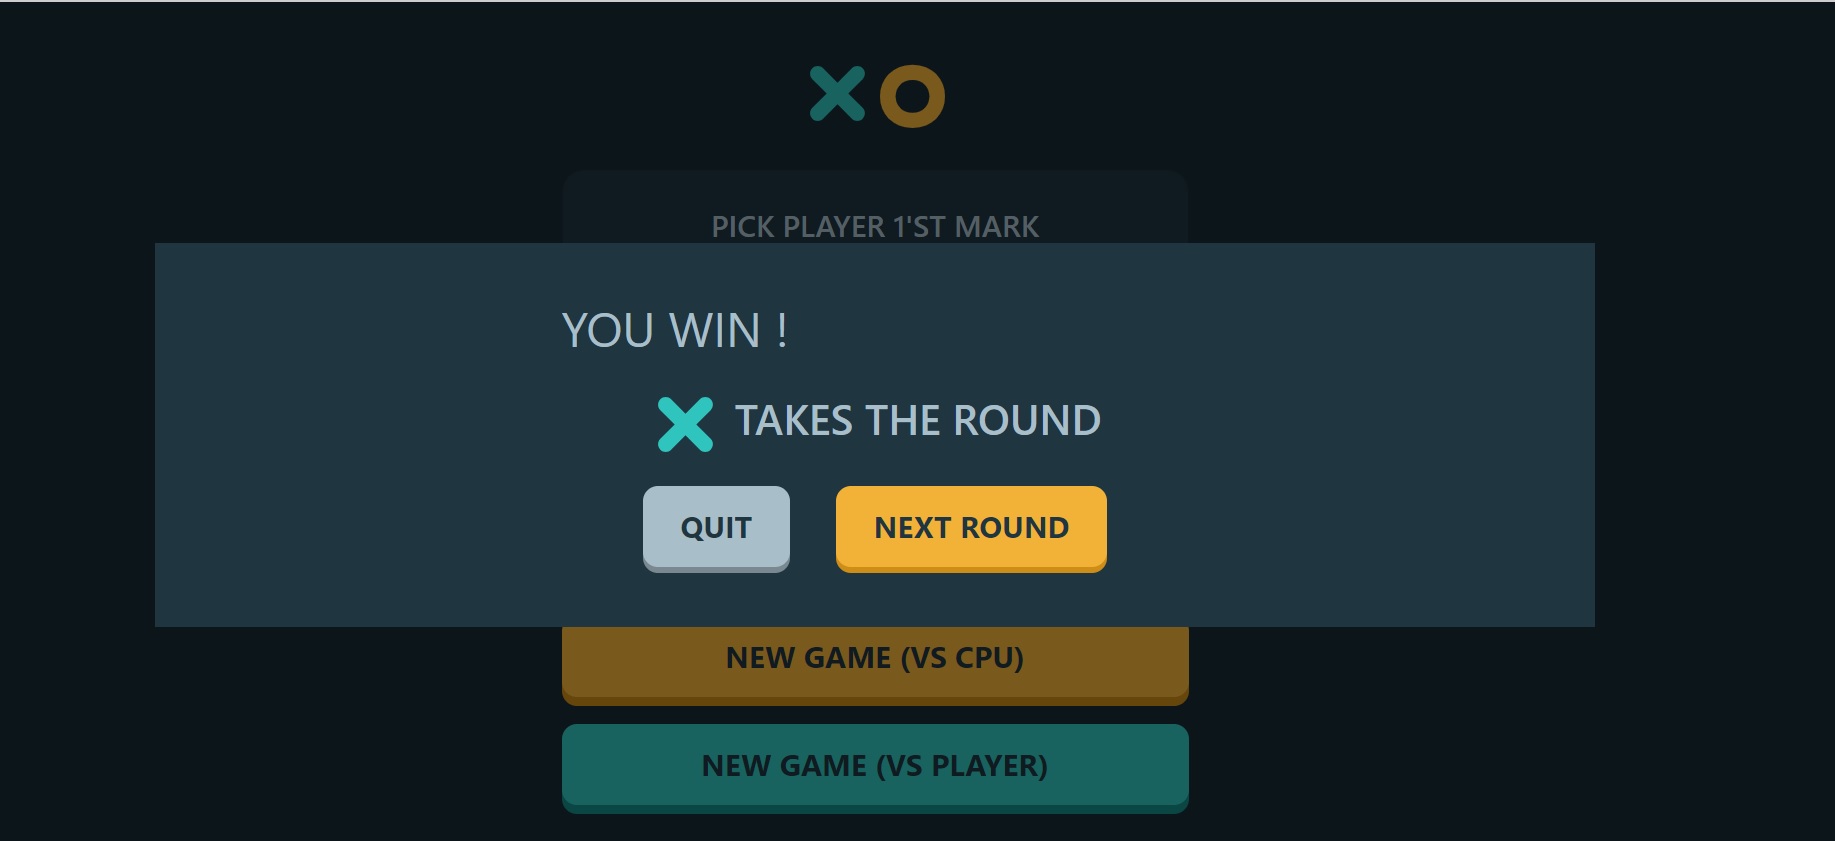 XO
PICK PLAYER 1'ST MARK
YOU WIN !
X TAKES THE ROUND
QUIT
NEXT ROUND
NEW GAME (VS CPU)
NEW GAME (VS PLAYER)